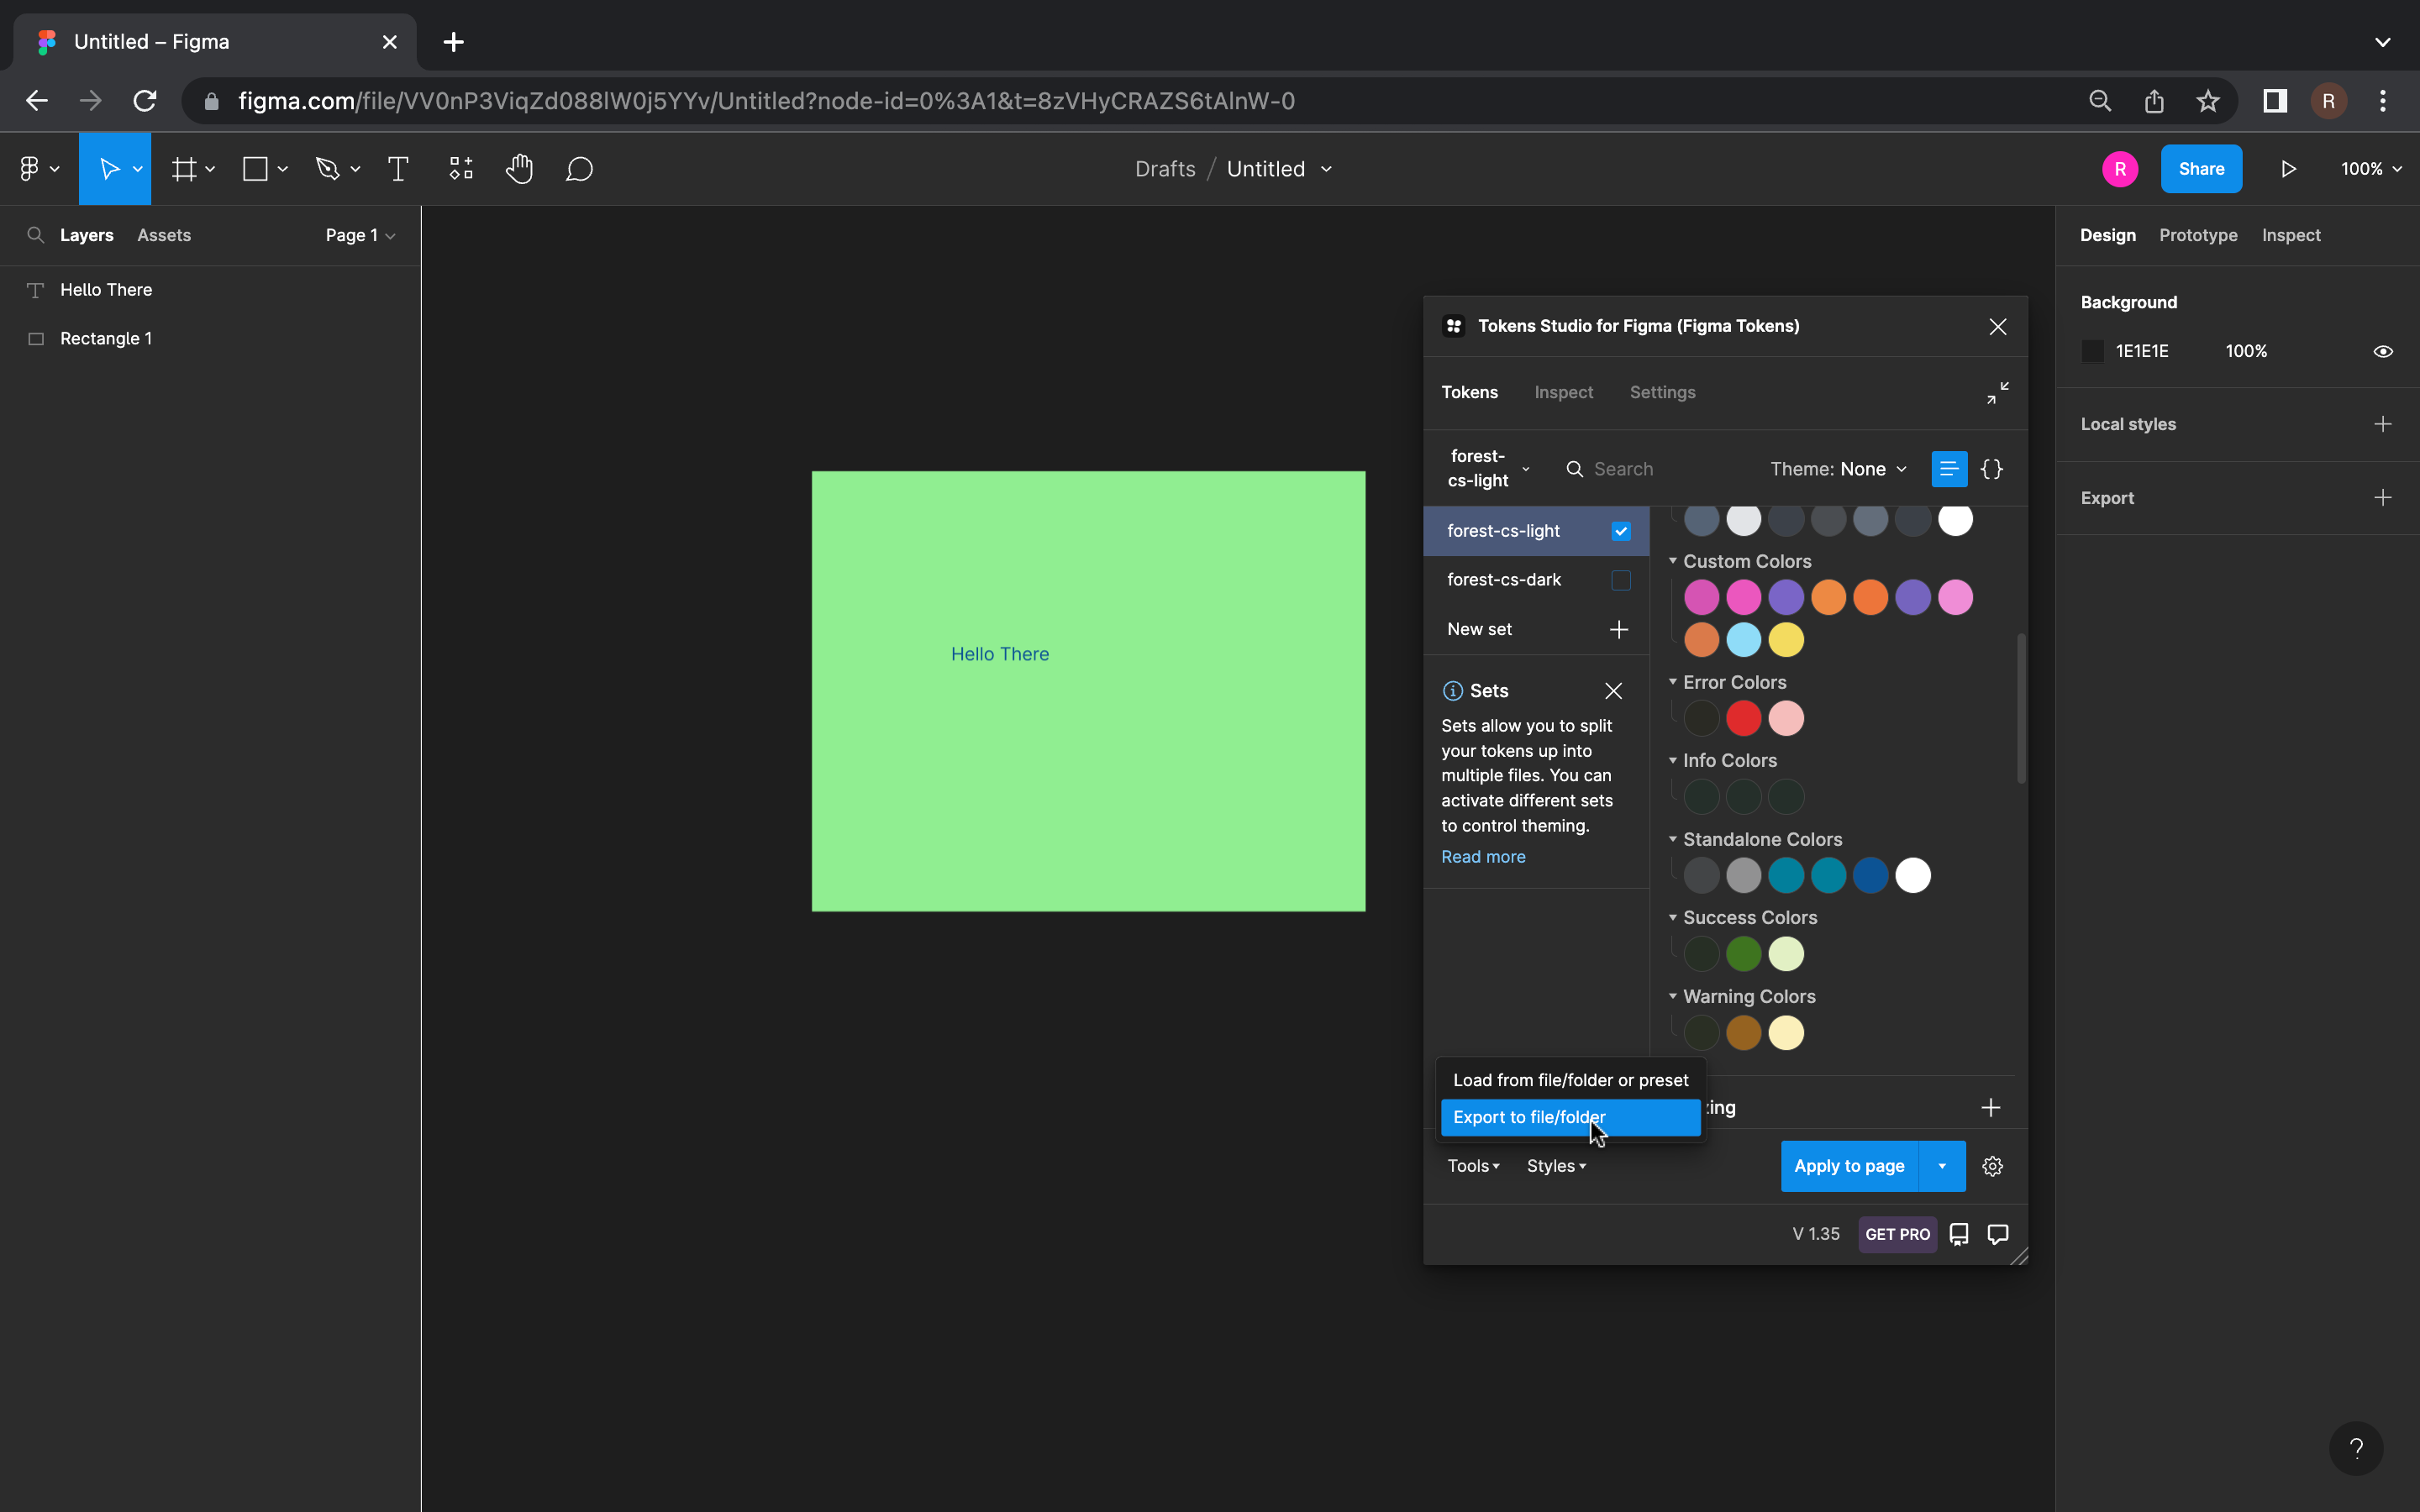 Untitled – Figma
figma.com/file/VV0nP3ViqZd088lW0j5YYv/Untitled?node-id=0%3A1&t=8zVHyCRAZS6tAlnW-0
R
Drafts / Untitled
R
Share
100%
Layers
Assets
Page 1
Hello There
Rectangle 1
Hello There
Design
Prototype
Inspect
Background
1E1E1E
100%
Local styles
Export
Tokens Studio for Figma (Figma Tokens)
Tokens
Inspect
Settings
forest-
cs-light
Search
Theme: None
forest-cs-light
forest-cs-dark
New set
Sets
Sets allow you to split
your tokens up into
multiple files. You can
activate different sets
to control theming.
Read more
Custom Colors
Error Colors
Info Colors
Standalone Colors
Success Colors
Warning Colors
Load from file/folder or preset
Export to file/folder
zing
Tools
Styles
Apply to page
V 1.35
GET PRO
?